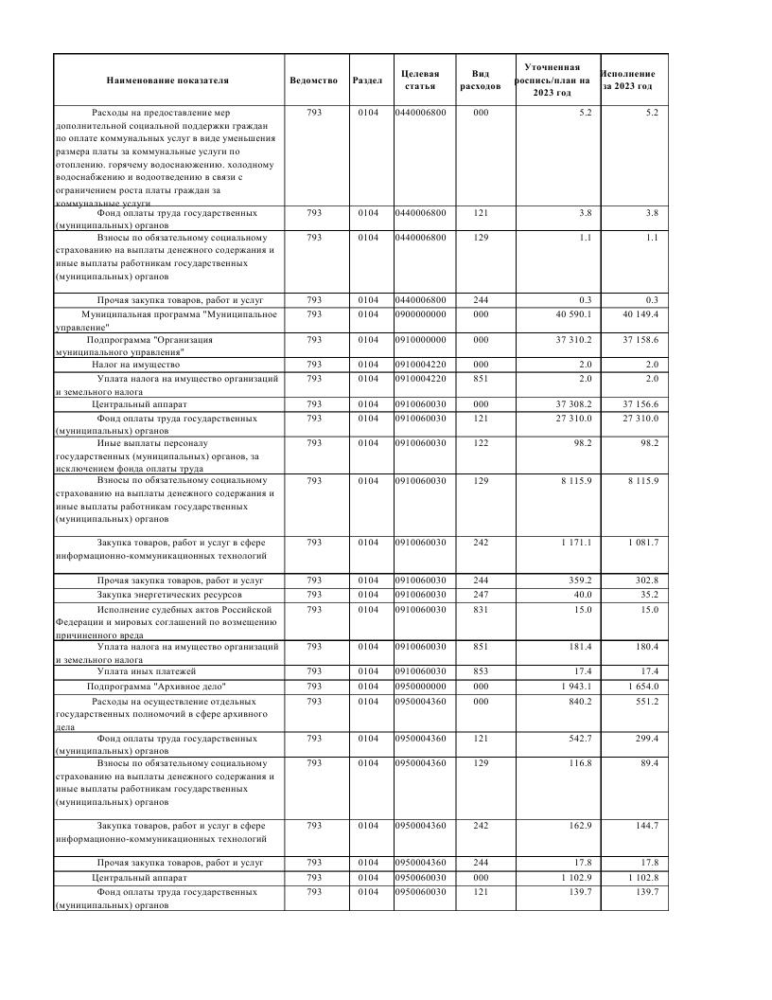 Наименование показателя Ведомство Раздел Целевая статья Вид расходов Уточненная роспись/план на 2023 год Исполнение за 2023 год
Расходы на предоставление мер 793 0104 0440006800 000 5.2 5.2
дополнительной социальной поддержки граждан
по оплате коммунальных услуг в виде уменьшения
размера платы за коммунальные услуги по
отоплению. горячему водоснаюжению. холодному
водоснабжению и водоотведению в связи с
ограничением роста платы граждан за
коммунальные услуги
Фонд оплаты труда государственных 793 0104 0440006800 121 3.8 3.8
(муниципальных) органов
Взносы по обязательному социальному 793 0104 0440006800 129 1.1 1.1
страхованию на выплаты денежного содержания и
иные выплаты работникам государственных
(муниципальных) органов
Прочая закупка товаров, работ и услуг 793 0104 0440006800 244 0.3 0.3
Муниципальная программа "Муниципальное 793 0104 0900000000 000 40 590.1 40 149.4
управление"
Подпрограмма "Организация 793 0104 0910000000 000 37 310.2 37 158.6
муниципального управления"
Налог на имущество 793 0104 0910004220 000 2.0 2.0
Уплата налога на имущество организаций 793 0104 0910004220 851 2.0 2.0
и земельного налога
Центральный аппарат 793 0104 0910060030 000 37 308.2 37 156.6
Фонд оплаты труда государственных 793 0104 0910060030 121 27 310.0 27 310.0
(муниципальных) органов
Иные выплаты персоналу 793 0104 0910060030 122 98.2 98.2
государственных (муниципальных) органов, за
исключением фонда оплаты труда
Взносы по обязательному социальному 793 0104 0910060030 129 8 115.9 8 115.9
страхованию на выплаты денежного содержания и
иные выплаты работникам государственных
(муниципальных) органов
Закупка товаров, работ и услуг в сфере 793 0104 0910060030 242 1 171.1 1 081.7
информационно-коммуникационных технологий
Прочая закупка товаров, работ и услуг 793 0104 0910060030 244 359.2 302.8
Закупка энергетических ресурсов 793 0104 0910060030 247 40.0 35.2
Исполнение судебных актов Российской 793 0104 0910060030 831 15.0 15.0
Федерации и мировых соглашений по возмещению
причиненного вреда
Уплата налога на имущество организаций 793 0104 0910060030 851 181.4 180.4
и земельного налога
Уплата иных платежей 793 0104 0910060030 853 17.4 17.4
Подпрограмма "Архивное дело" 793 0104 0950000000 000 1 943.1 1 654.0
Расходы на осуществление отдельных 793 0104 0950004360 000 840.2 551.2
государственных полномочий в сфере архивного
дела
Фонд оплаты труда государственных 793 0104 0950004360 121 542.7 299.4
(муниципальных) органов
Взносы по обязательному социальному 793 0104 0950004360 129 116.8 89.4
страхованию на выплаты денежного содержания и
иные выплаты работникам государственных
(муниципальных) органов
Закупка товаров, работ и услуг в сфере 793 0104 0950004360 242 162.9 144.7
информационно-коммуникационных технологий
Прочая закупка товаров, работ и услуг 793 0104 0950004360 244 17.8 17.8
Центральный аппарат 793 0104 0950060030 000 1 102.9 1 102.8
Фонд оплаты труда государственных 793 0104 0950060030 121 139.7 139.7
(муниципальных) органов